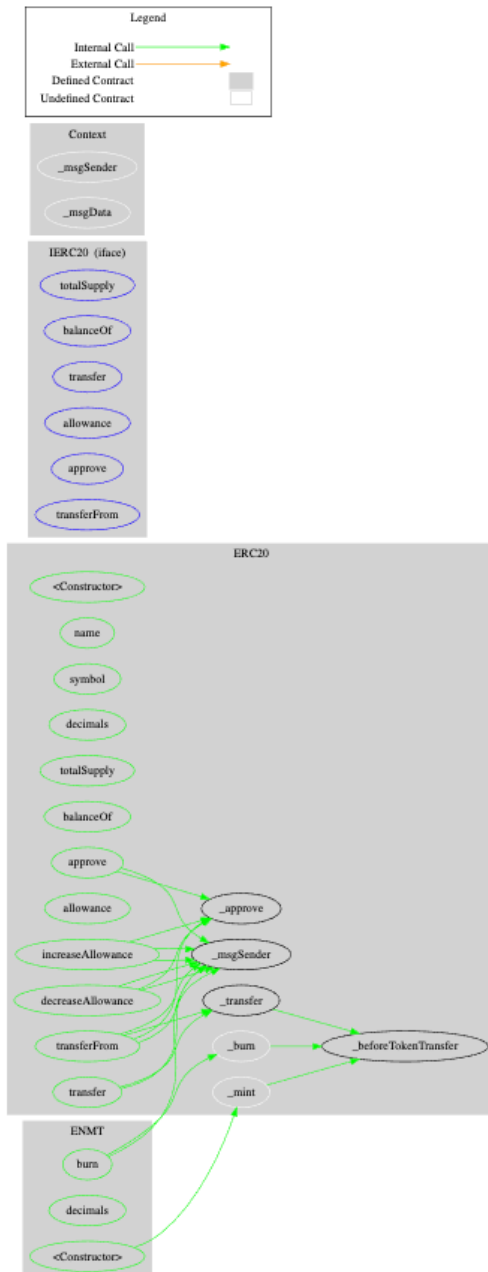 Legend
Internal Call
External Call
Defined Contract
Undefined Contract
Context
_msgSender
_msgData
IERC20 (iface)
totalSupply
balanceOf
transfer
allowance
approve
transferFrom
ERC20
<Constructor>
name
symbol
decimals
totalSupply
balanceOf
approve
allowance
_approve
increaseAllowance
_msgSender
decreaseAllowance
_transfer
transferFrom
_burn
_beforeTokenTransfer
transfer
_mint
ENMT
burn
decimals
<Constructor>